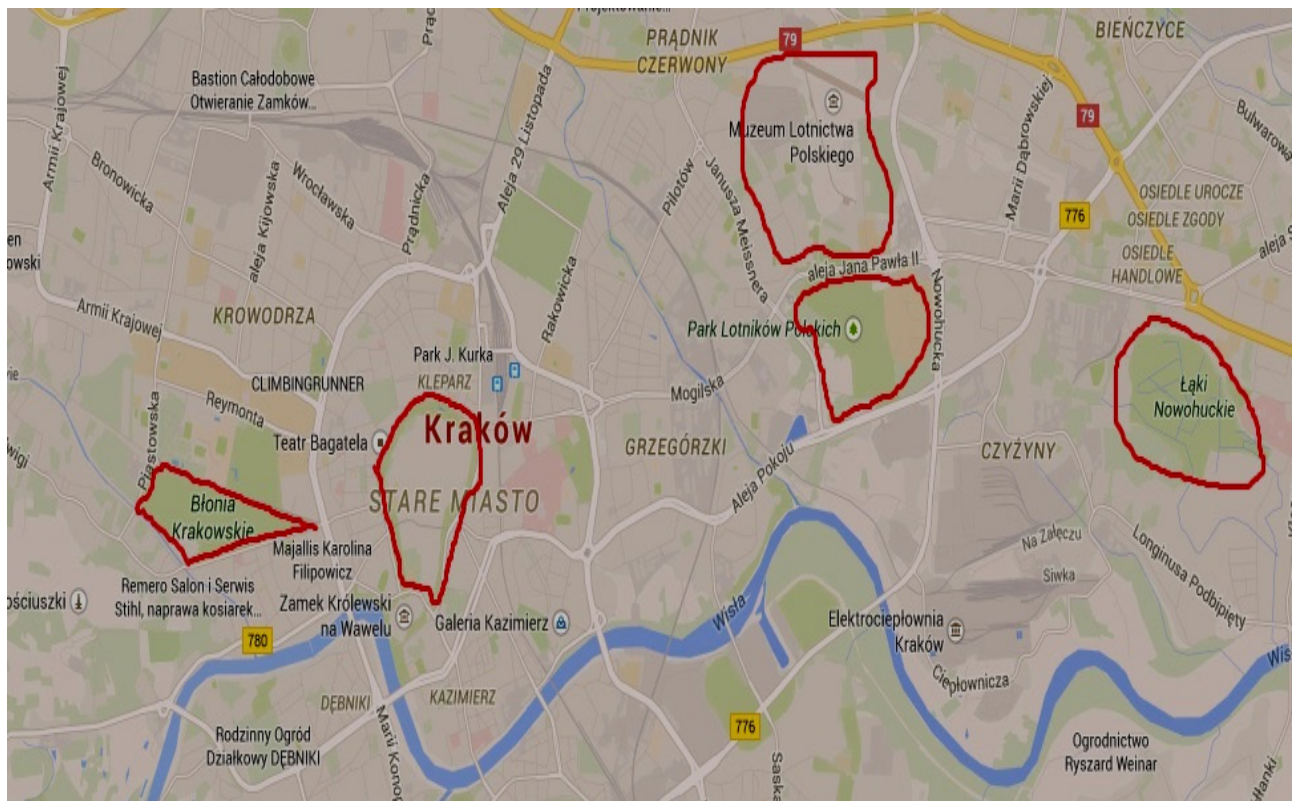 Projektowanie...
PRĄDNIK
CZERWONY
79
BIEŃCZYCE
Bastion Całodobowe
Otwieranie Zamków...
Armii Krajowej
Aleja 29 Listopada
Muzeum Lotnictwa
Polskiego
79
Marii Dąbrowskiej
Bulwarowa
Bronowicka
Wrocławska
aleja Kijowska
Prądnicka
Pilotów
Janusza Meissnera
OSIEDLE UROCZE
776
OSIEDLE ZGODY
OSIEDLE
HANDLOWE
aleja Jana Pawła II
Nowohucka
Rakowicka
Armii Krajowej
KROWODRZA
Park Lotników Polskich
Park J. Kurka
KLEPARZ
CLIMBINGRUNNER
Mogilska
Łąki
Nowohuckie
Reymonta
Piastowska
Teatr Bagatela
Kraków
GRZEGÓRZKI
CZYŻYNY
Aleja Pokoju
STARE MIASTO
Błonia
Krakowskie
Majallis Karolina
Filipowicz
Na Załęczu
Longinusa Podbipięty
Siwka
Remero Salon i Serwis
Stihl, naprawa kosiarek...
Zamek Królewski
na Wawelu
Galeria Kazimierz
Wisła
Elektrociepłownia
Kraków
780
Ciepłownicza
DĘBNIKI
KAZIMIERZ
776
Rodzinny Ogród
Działkowy DĘBNIKI
Ogrodnictwo
Ryszard Weinar